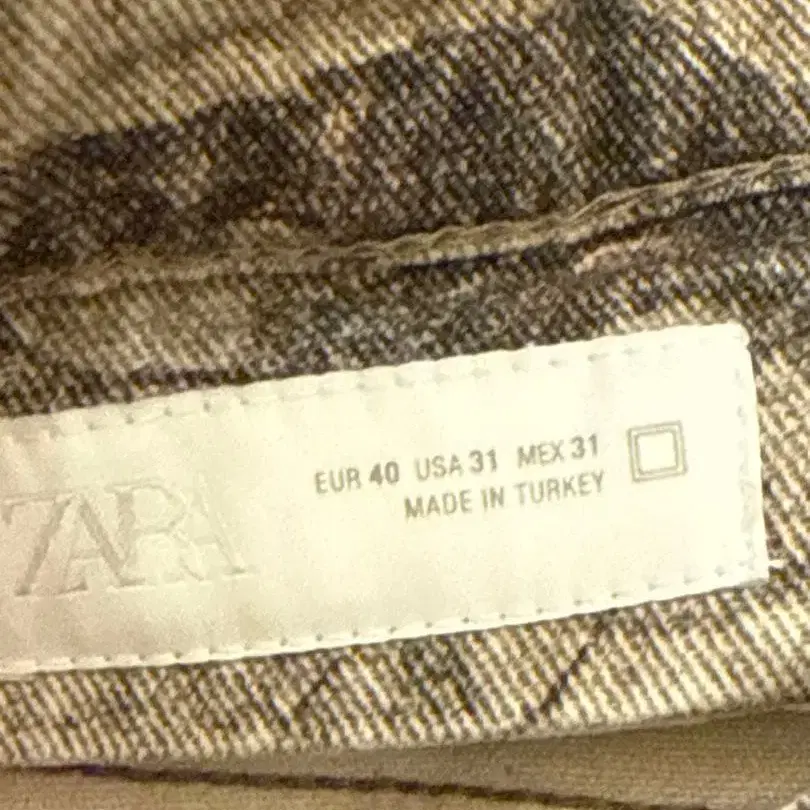 ZARA
EUR 40 USA 31 MEX 31
MADE IN TURKEY